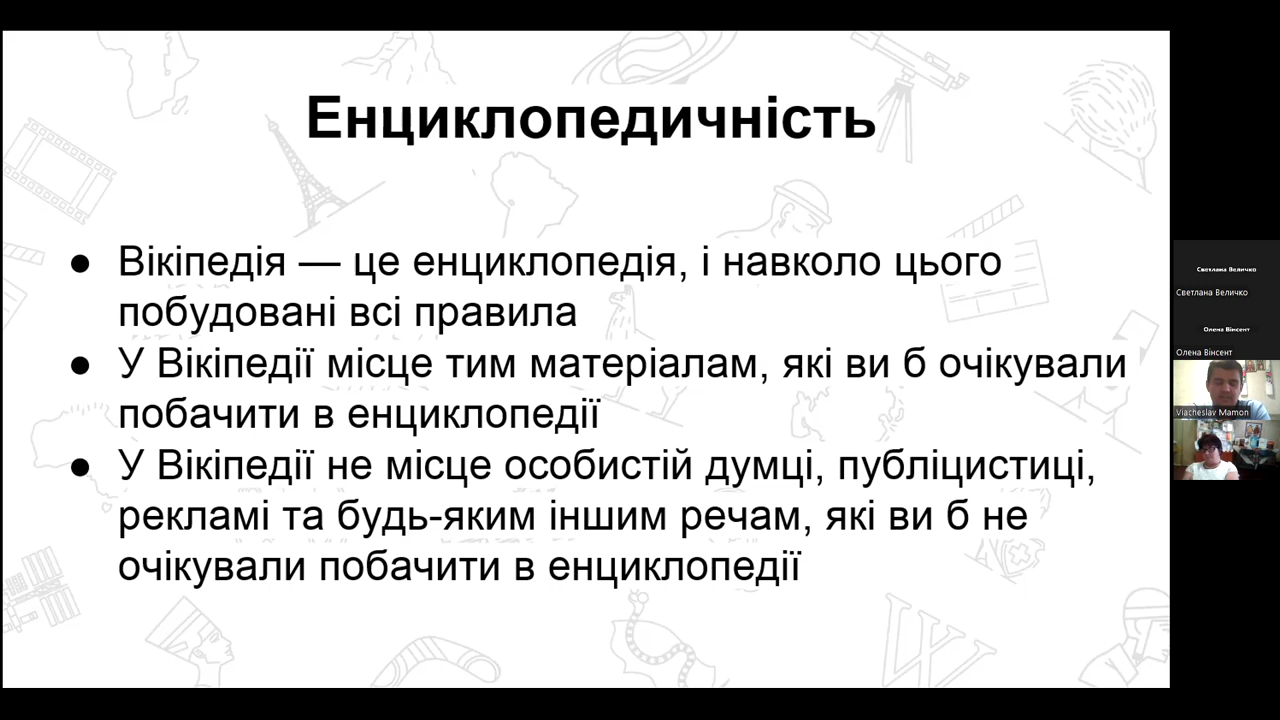 Енциклопедичність
● Вікіпедія — це енциклопедія, і навколо цього
побудовані всі правила
● У Вікіпедії місце тим матеріалам, які ви б очікували
побачити в енциклопедії
● У Вікіпедії не місце особистій думці, публіцистиці,
рекламі та будь-яким іншим речам, які ви б не
очікували побачити в енциклопедії
Светлана Величко
Светлана Величко
Олена Вінсент
Олена Вінсент
Viacheslav Mamon